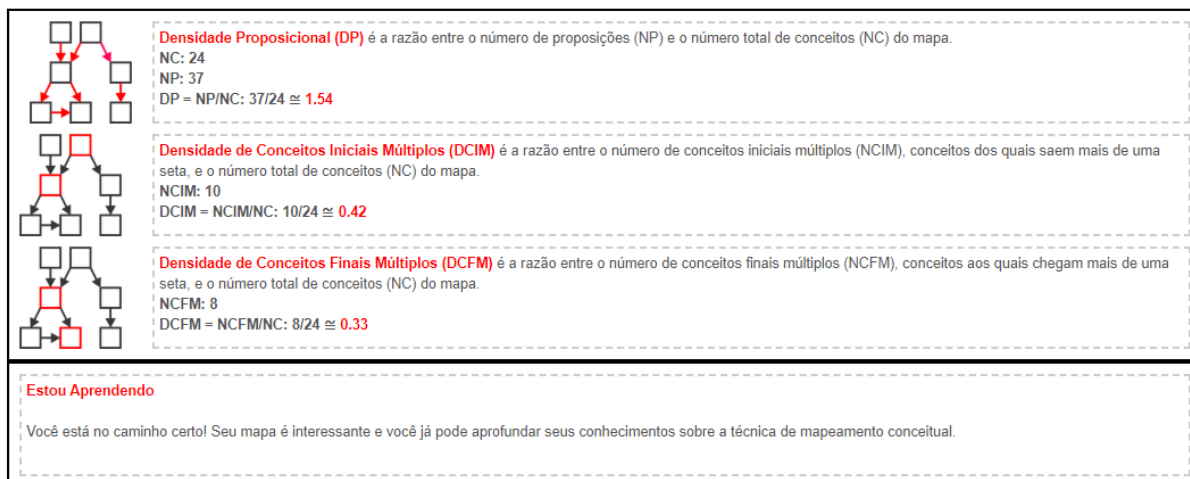 Densidade Proposicional (DP) é a razão entre o número de proposições (NP) e o número total de conceitos (NC) do mapa.
NC: 24
NP: 37
DP = NP/NC: 37/24 ≅ 1.54
Densidade de Conceitos Iniciais Múltiplos (DCIM) é a razão entre o número de conceitos iniciais múltiplos (NCIM), conceitos dos quais saem mais de uma
seta, e o número total de conceitos (NC) do mapa.
NCIM: 10
DCIM = NCIM/NC: 10/24 ≅ 0.42
Densidade de Conceitos Finais Múltiplos (DCFM) é a razão entre o número de conceitos finais múltiplos (NCFM), conceitos aos quais chegam mais de uma
seta, e o número total de conceitos (NC) do mapa.
NCFM: 8
DCFM = NCFM/NC: 8/24 ≅ 0.33
Estou Aprendendo
Você está no caminho certo! Seu mapa é interessante e você já pode aprofundar seus conhecimentos sobre a técnica de mapeamento conceitual.